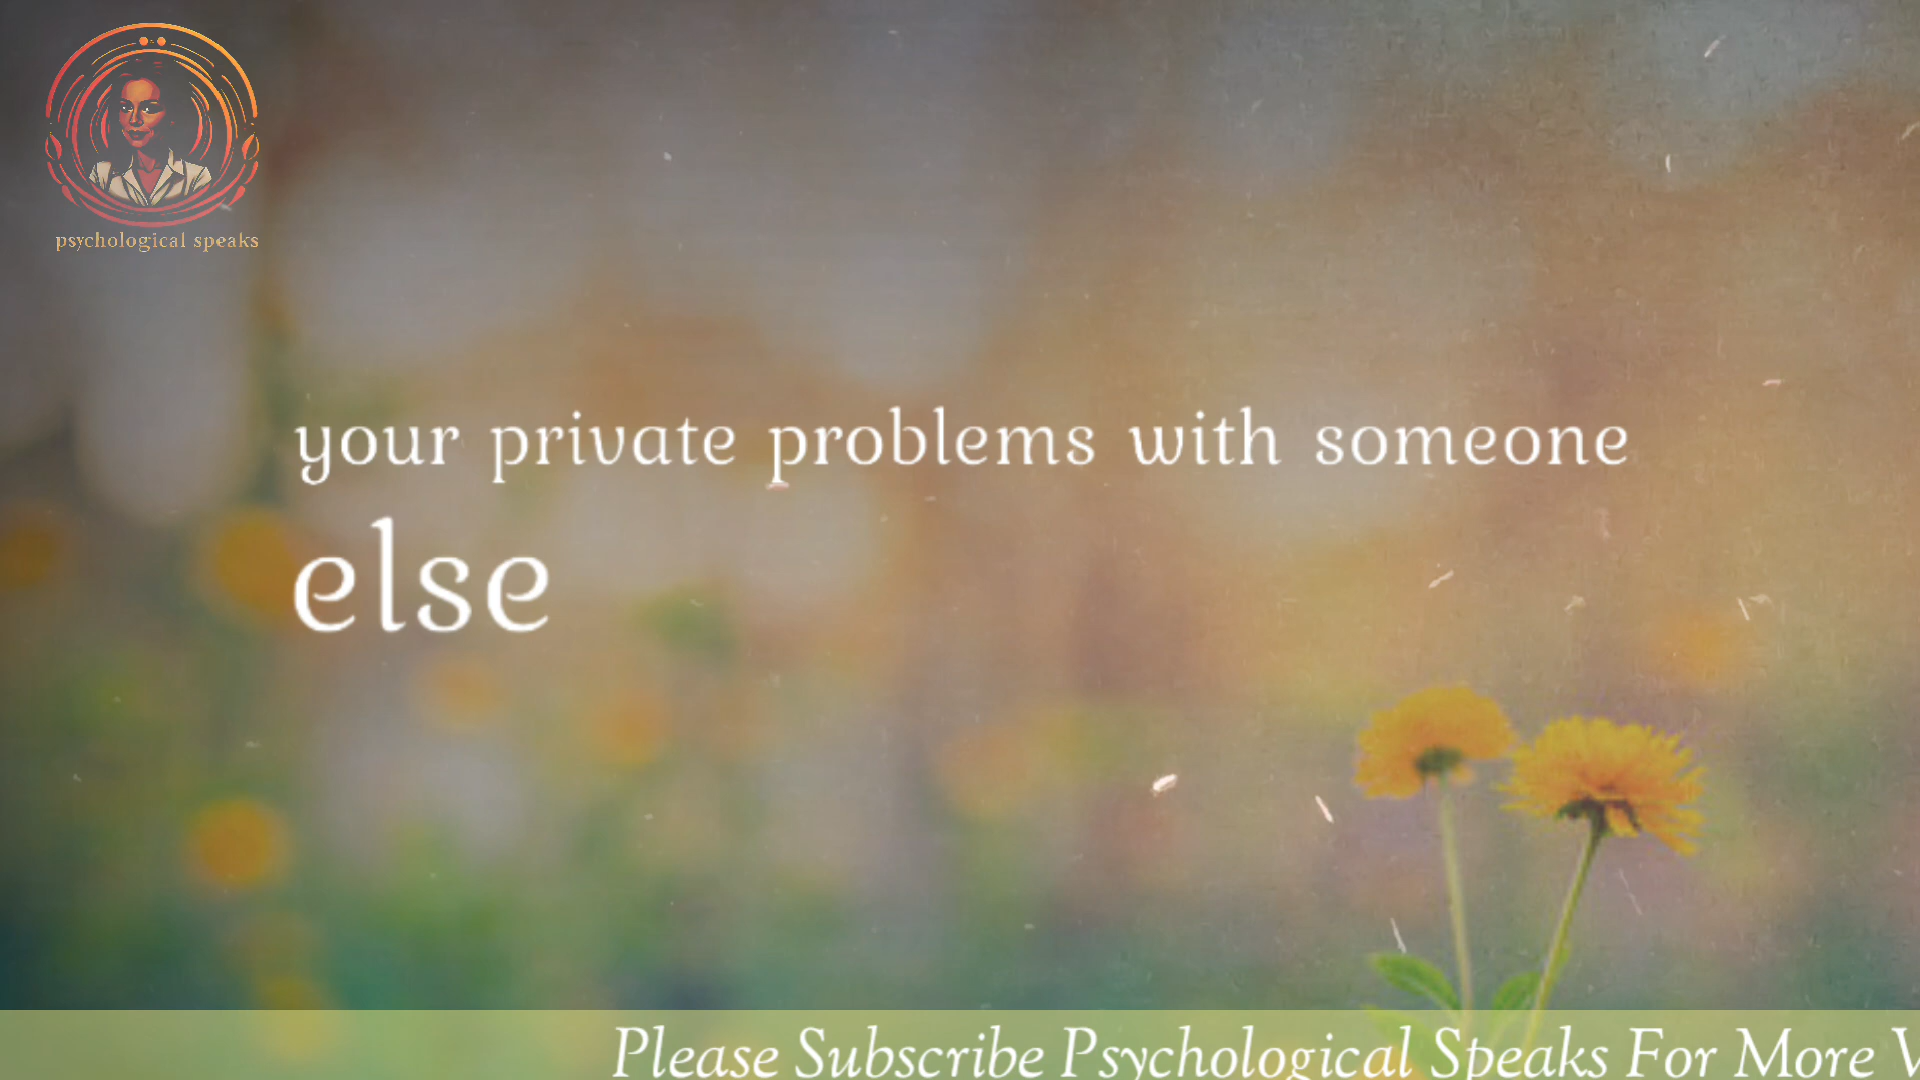 psychological speaks
your private problems with someone
else
Please Subscribe Psychological Speaks For More